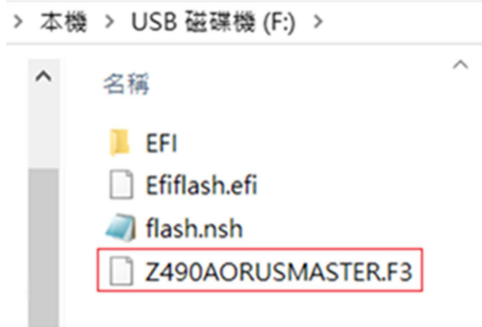 本機 > USB 磁碟機 (F:) >
名稱
EFI
Efiflash.efi
flash.nsh
Z490AORUSMASTER.F3